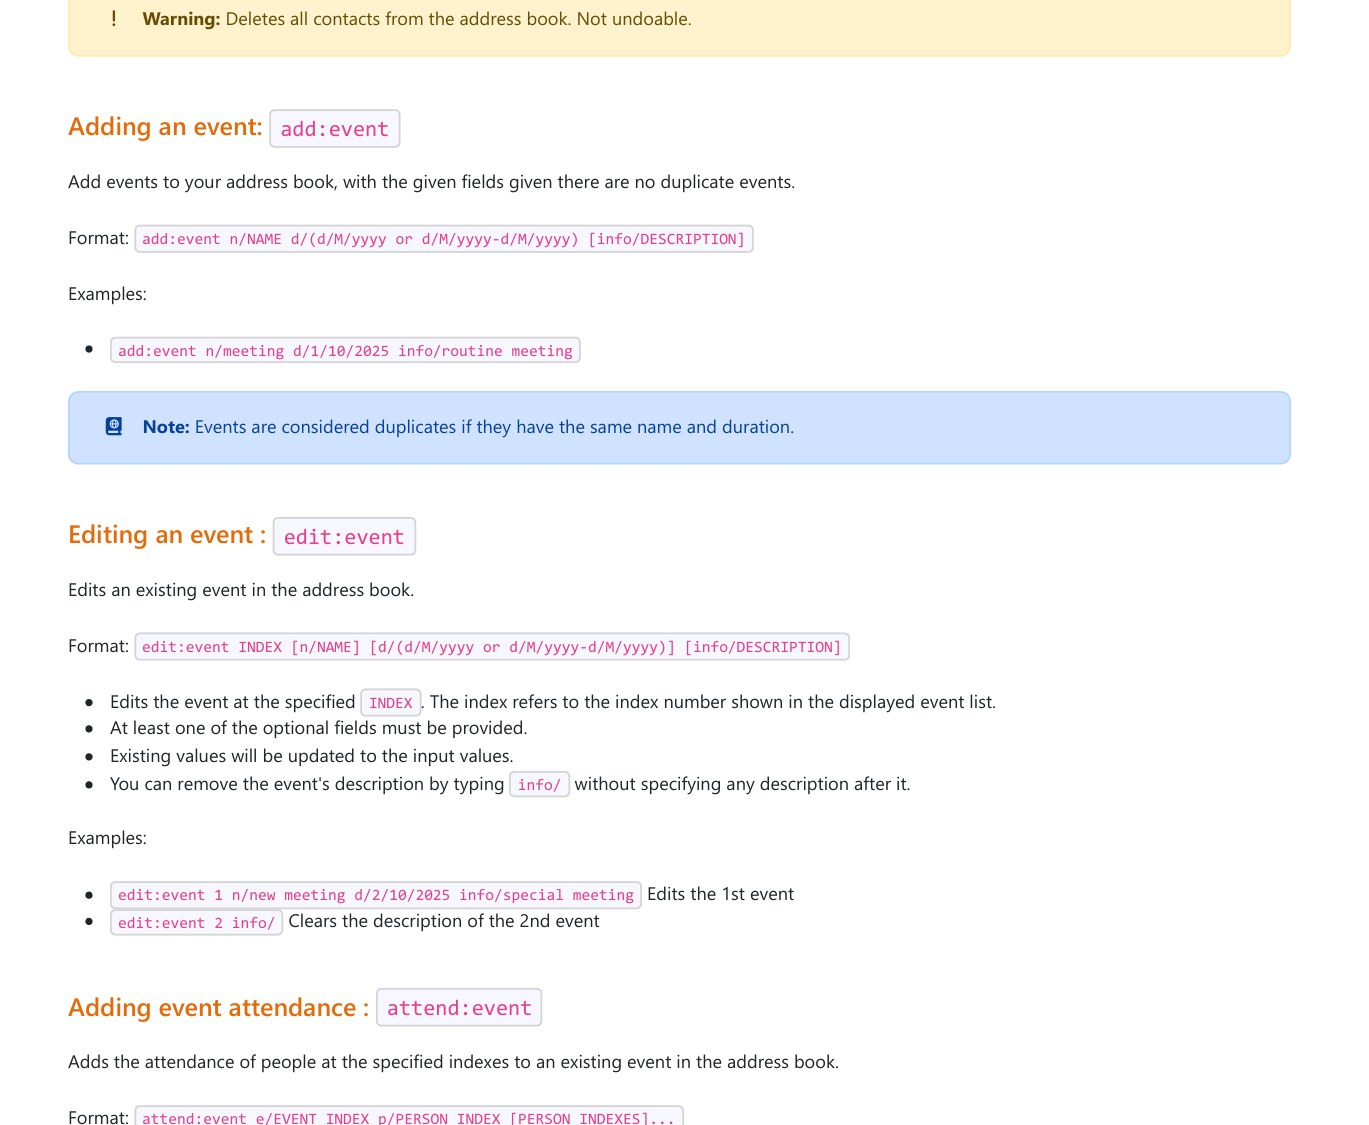 ! Warning: Deletes all contacts from the address book. Not undoable.
Adding an event: add:event
Add events to your address book, with the given fields given there are no duplicate events.
Format: add:event n/NAME d/(d/M/yyyy or d/M/yyyy-d/M/yyyy) [info/DESCRIPTION]
Examples:
• add:event n/meeting d/1/10/2025 info/routine meeting
Note: Events are considered duplicates if they have the same name and duration.
Editing an event : edit:event
Edits an existing event in the address book.
Format: edit:event INDEX [n/NAME] [d/(d/M/yyyy or d/M/yyyy-d/M/yyyy)] [info/DESCRIPTION]
• Edits the event at the specified INDEX. The index refers to the index number shown in the displayed event list.
• At least one of the optional fields must be provided.
• Existing values will be updated to the input values.
• You can remove the event's description by typing info/ without specifying any description after it.
Examples:
• edit:event 1 n/new meeting d/2/10/2025 info/special meeting Edits the 1st event
• edit:event 2 info/ Clears the description of the 2nd event
Adding event attendance : attend:event
Adds the attendance of people at the specified indexes to an existing event in the address book.
Format: attend:event e/EVENT INDEX p/PERSON INDEX [PERSON INDEXES]...